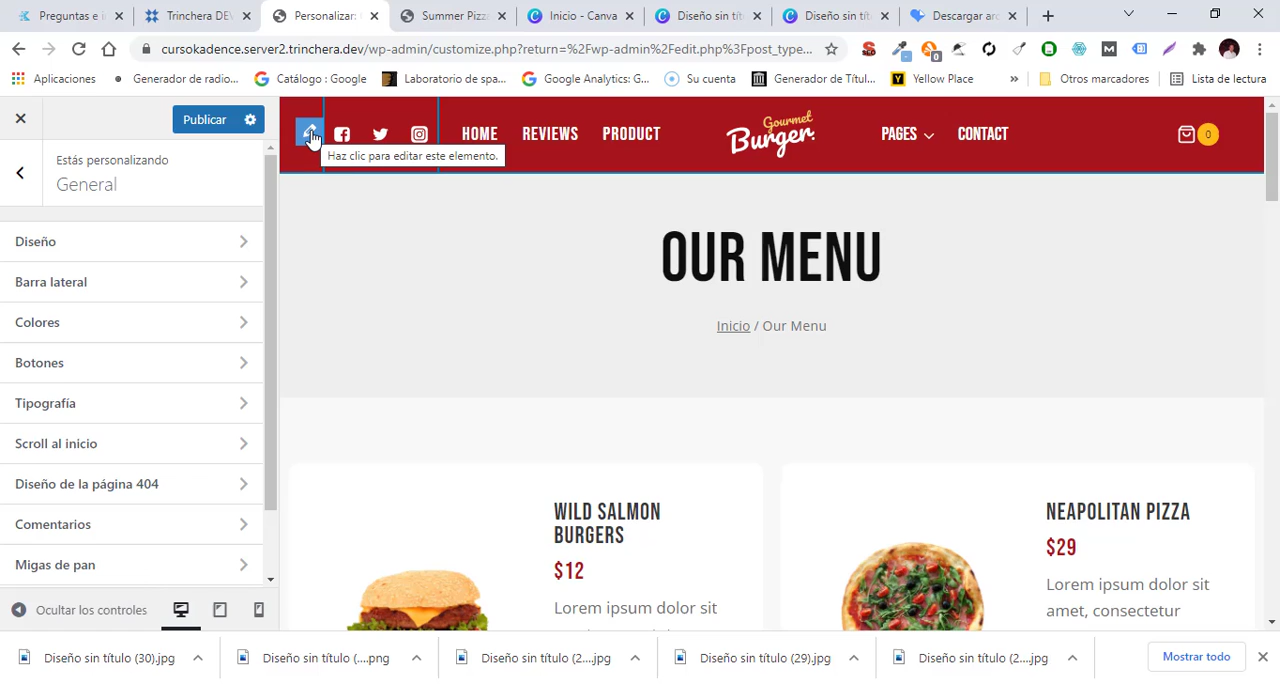 Preguntas e i
Trinchera DEV
Personalizar:
Summer Pizza
Inicio - Canva
Diseño sin tít
Diseño sin tít
Descargar arc
cursokadence.server2.trinchera.dev/wp-admin/customize.php?return=%2Fwp-admin%2Fedit.php%3Fpost_type...
Aplicaciones
Generador de radio...
Catálogo : Google
Laboratorio de spa...
Google Analytics: G...
Su cuenta
Generador de Títul...
Yellow Place
»
Otros marcadores
Lista de lectura
Publicar
Estás personalizando
General
Diseño
Barra lateral
Colores
Botones
Tipografía
Scroll al inicio
Diseño de la página 404
Comentarios
Migas de pan
Ocultar los controles
HOME
REVIEWS
PRODUCT
Gourmet
Burger.
PAGES
CONTACT
0
Haz clic para editar este elemento.
OUR MENU
Inicio / Our Menu
WILD SALMON
BURGERS
$12
Lorem ipsum dolor sit
NEAPOLITAN PIZZA
$29
Lorem ipsum dolor sit
amet, consectetur
Diseño sin título (30).jpg
Diseño sin título (....png
Diseño sin título (2....jpg
Diseño sin título (29).jpg
Diseño sin título (2....jpg
Mostrar todo